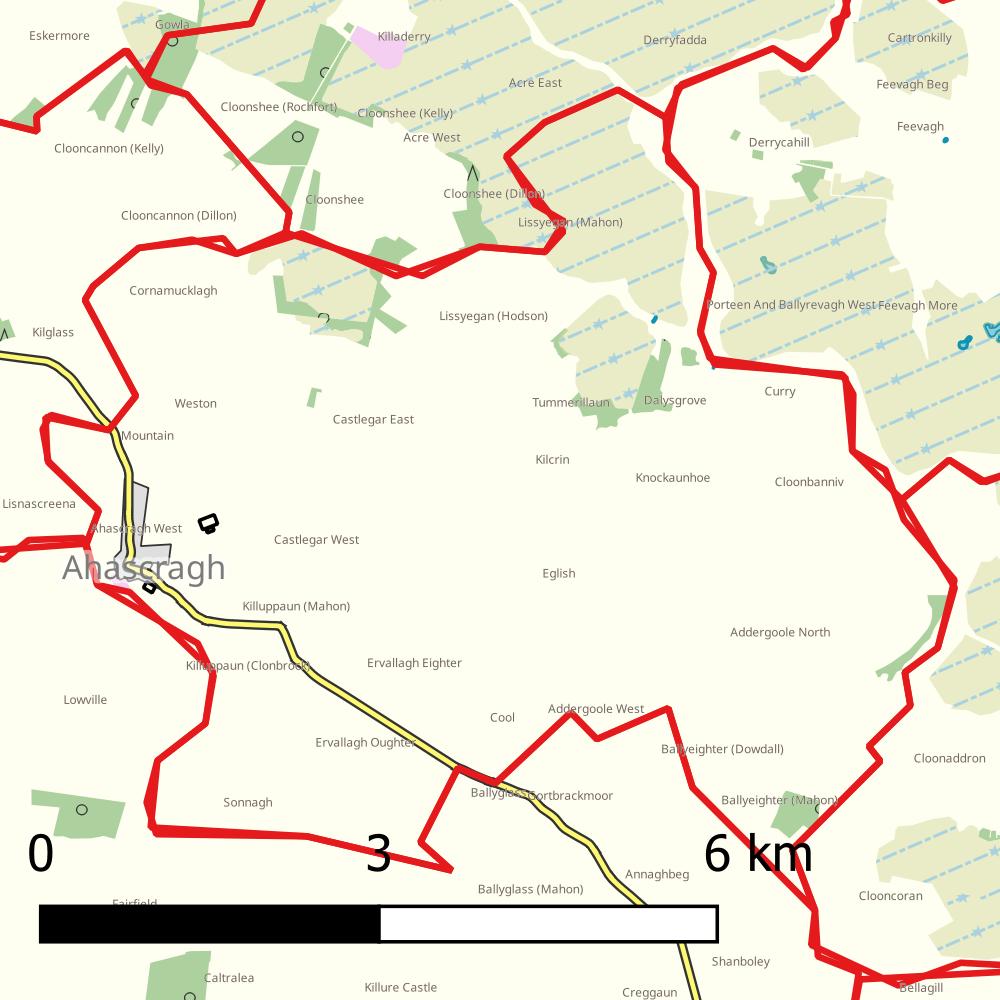 Gowla
Eskermore
Killaderry
Derryfadda
Cartronkilly
Acre East
Feevagh Beg
Cloonshee (Rochfort)
Cloonshee (Kelly)
Feevagh
Acre West
Derrycahill
Clooncannon (Kelly)
Cloonshee (Dillon)
Cloonshee
Clooncannon (Dillon)
Lissyegan (Mahon)
Cornamucklagh
Porteen And Ballyrevagh West
Feevagh More
Lissyegan (Hodson)
Kilglass
Curry
Weston
Tummerillaun
Dalysgrove
Castlegar East
Mountain
Kilcrin
Knockaunhoe
Cloonbanniv
Lisnascreena
Ahascragh West
Castlegar West
Ahascragh
Eglish
Killuppaun (Mahon)
Addergoole North
Killuppaun (Clonbrock)
Ervallagh Eighter
Lowville
Addergoole West
Cool
Ervallagh Oughter
Ballyeighter (Dowdall)
Cloonaddron
Ballyglass
Gortbrackmoor
Sonnagh
Ballyeighter (Mahon)
0 3 6 km
Annaghbeg
Ballyglass (Mahon)
Clooncoran
Fairfield
Shanboley
Caltralea
Killure Castle
Creggaun
Bellagill